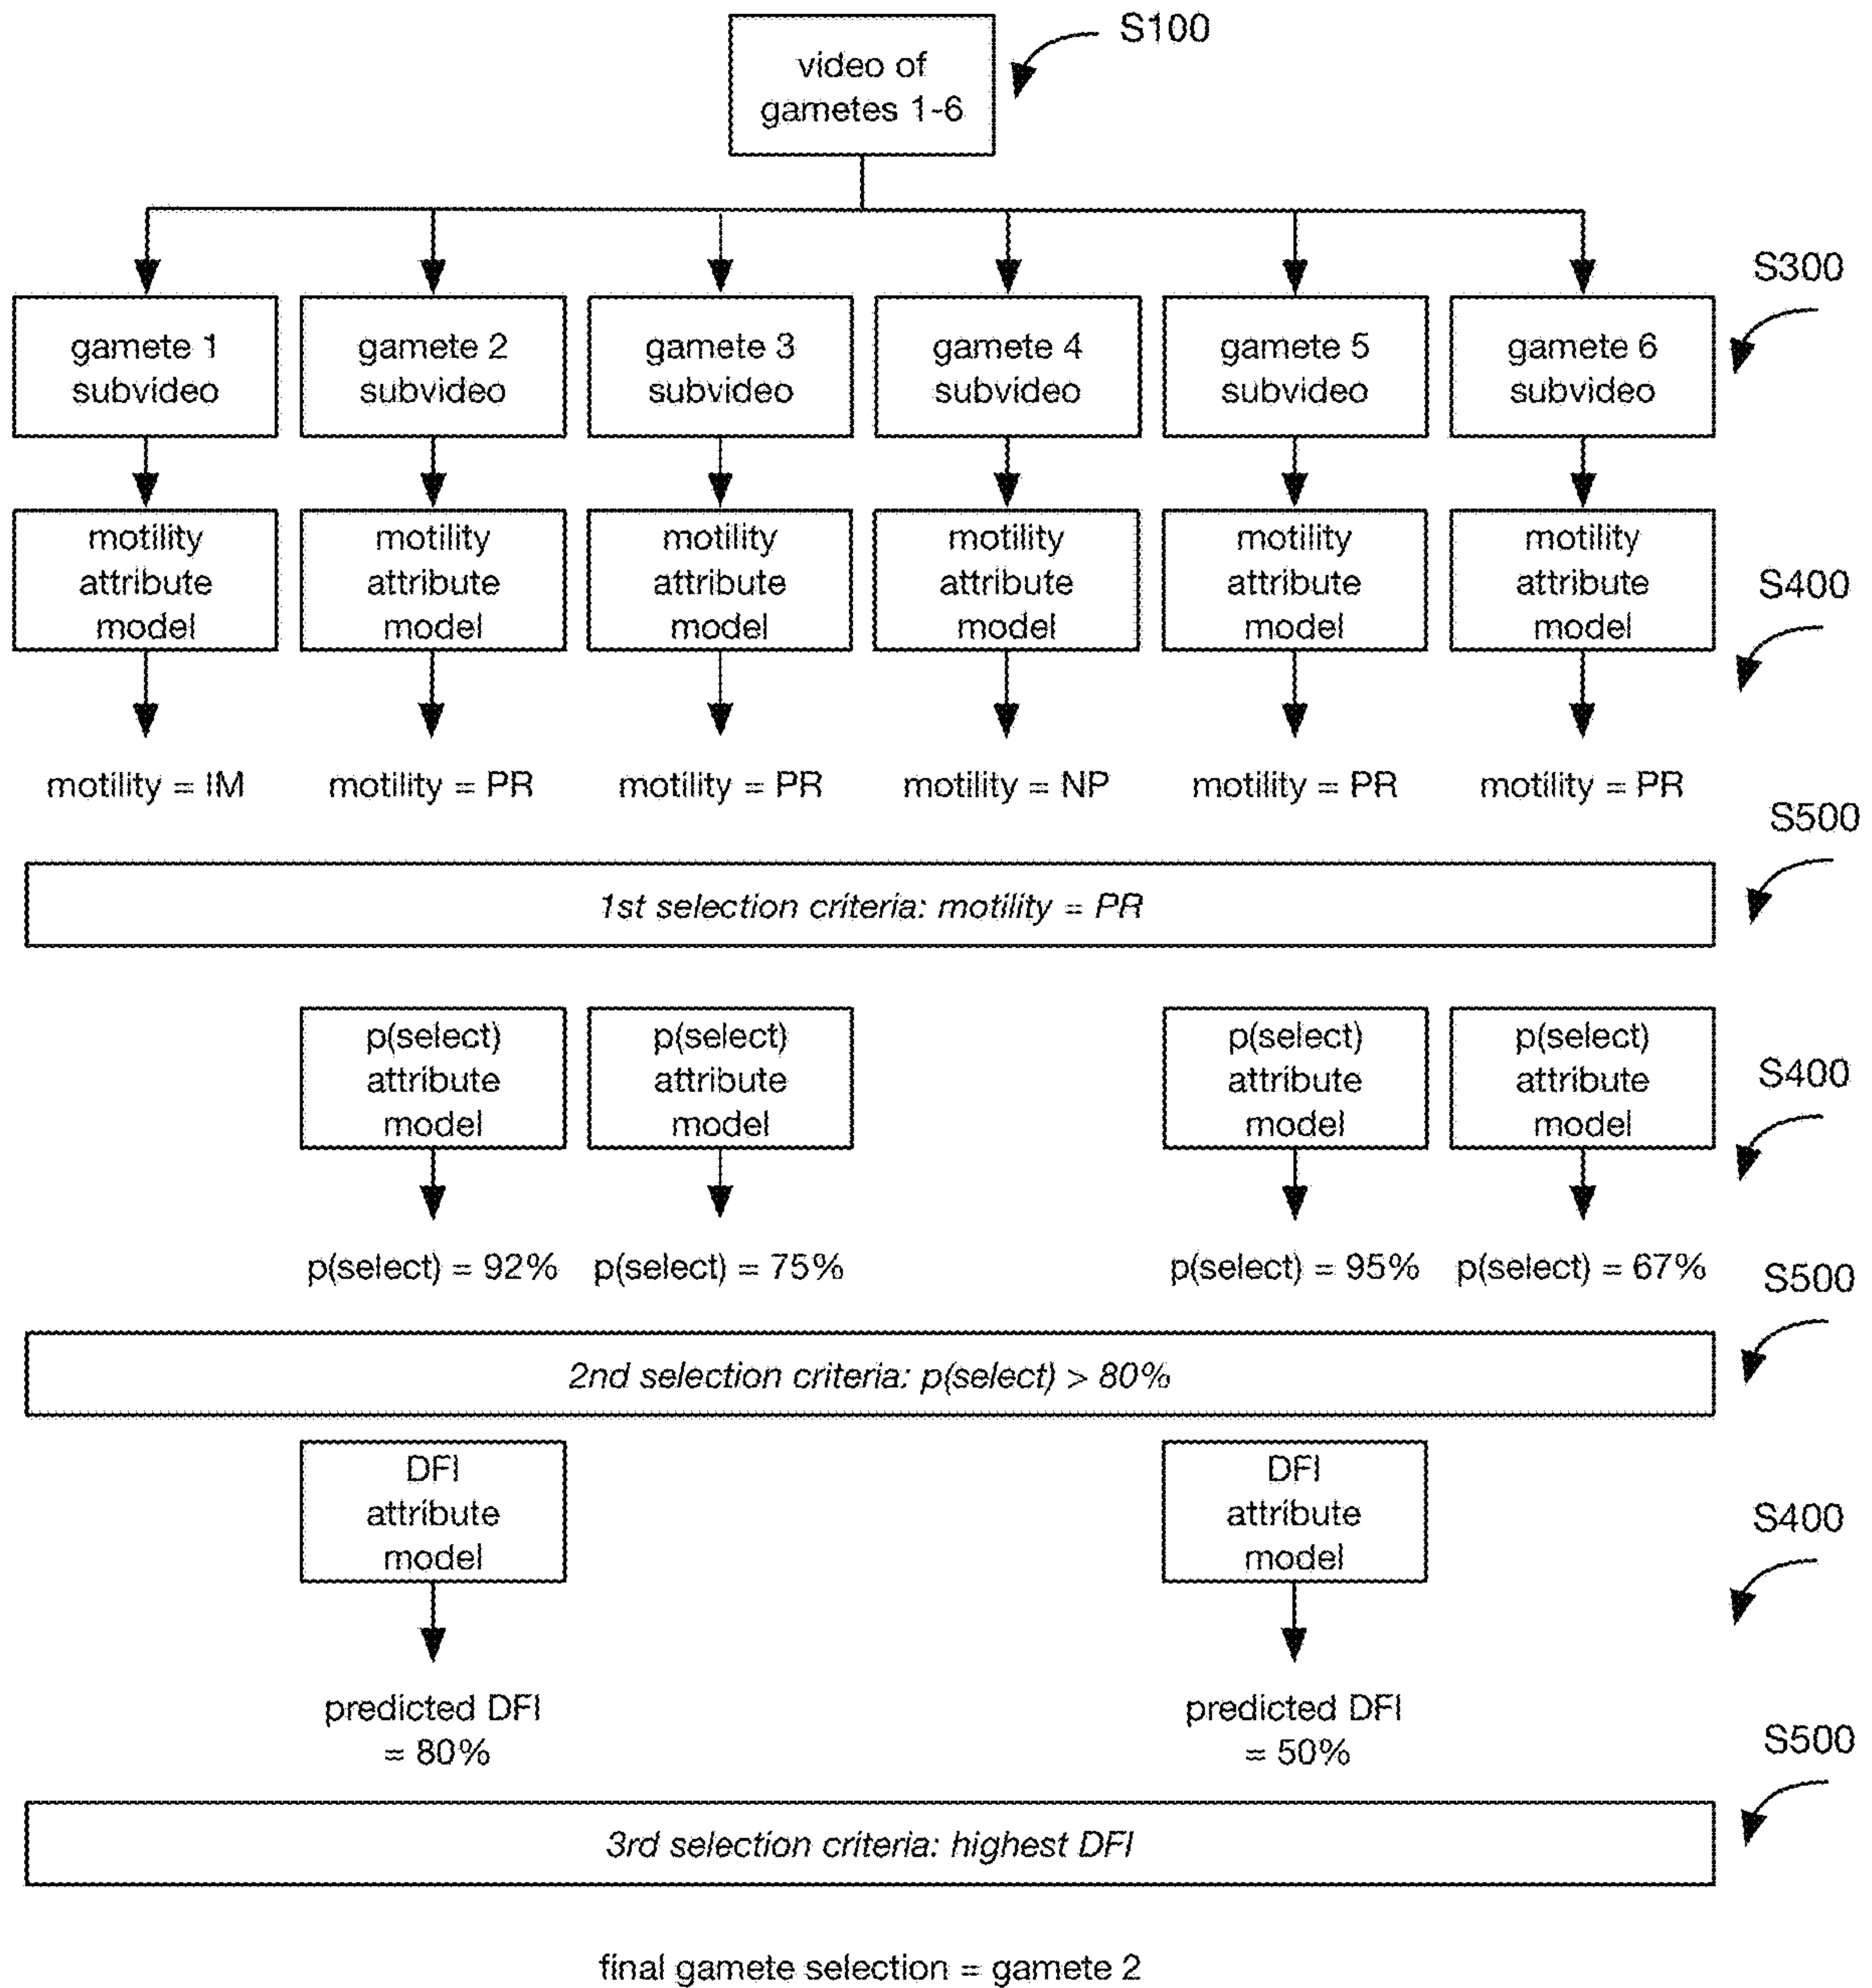 S100
video of
gametes 1-6
S300
gamete 1
subvideo
gamete 2
subvideo
gamete 3
subvideo
gamete 4
subvideo
gamete 5
subvideo
gamete 6
subvideo
motility
attribute
model
motility
attribute
model
motility
attribute
model
motility
attribute
model
motility
attribute
model
motility
attribute
model
S400
motility = IM
motility = PR
motility = PR
motility = NP
motility = PR
motility = PR
S500
1st selection criteria: motility = PR
p(select)
attribute
model
p(select)
attribute
model
p(select)
attribute
model
p(select)
attribute
model
S400
p(select) = 92%
p(select) = 75%
p(select) = 95%
p(select) = 67%
S500
2nd selection criteria: p(select) > 80%
DFI
attribute
model
DFI
attribute
model
S400
predicted DFI
= 80%
predicted DFI
= 50%
S500
3rd selection criteria: highest DFI
final gamete selection = gamete 2